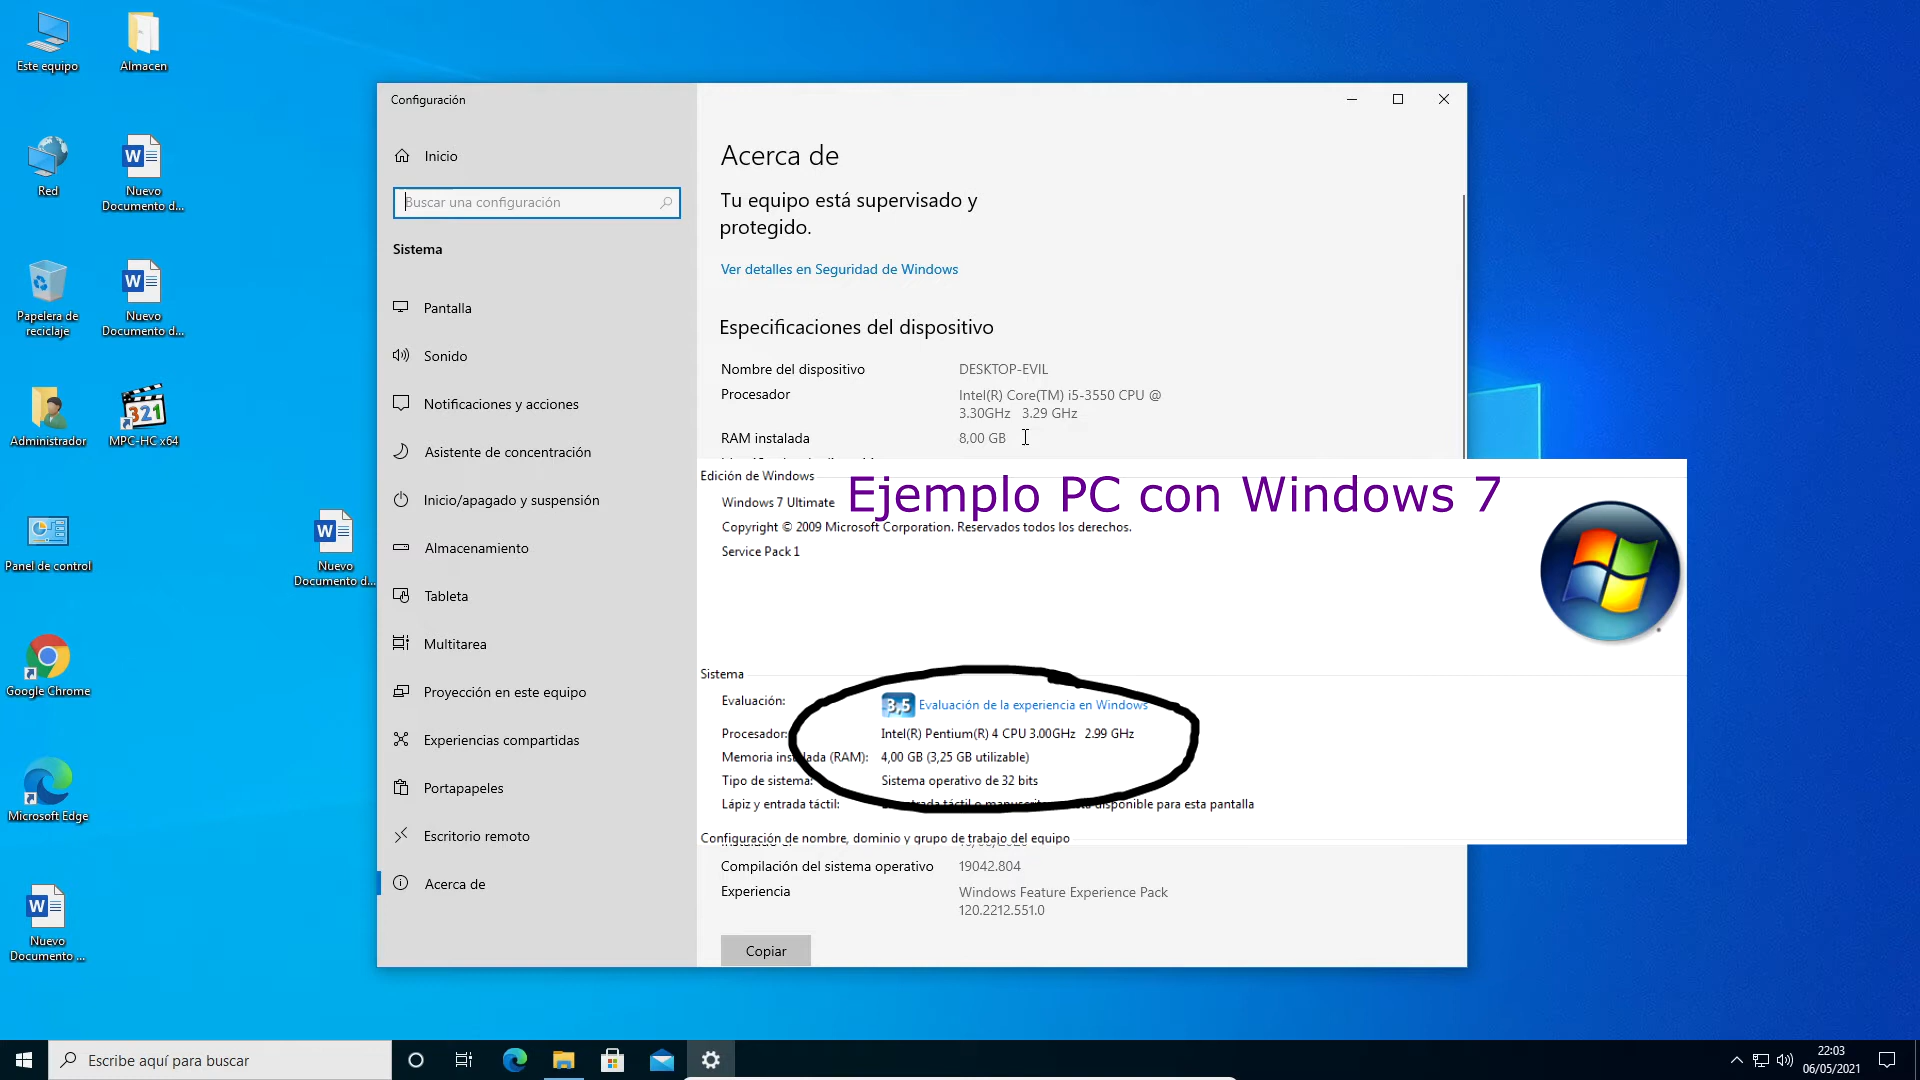 Este equipo
Almacen
Red
Nuevo
Documento d...
Papelera de
reciclaje
Nuevo
Documento d...
Administrador
321
MPC-HC x64
Panel de control
Nuevo
Documento d...
Google Chrome
Microsoft Edge
Nuevo
Documento ...
Configuración
Inicio
Buscar una configuración
Sistema
Pantalla
Sonido
Notificaciones y acciones
Asistente de concentración
Inicio/apagado y suspensión
Almacenamiento
Tableta
Multitarea
Proyección en este equipo
Experiencias compartidas
Portapapeles
Escritorio remoto
Acerca de
Acerca de
Tu equipo está supervisado y
protegido.
Ver detalles en Seguridad de Windows
Especificaciones del dispositivo
Nombre del dispositivo DESKTOP-EVIL
Procesador Intel(R) Core(TM) i5-3550 CPU @
3.30GHz 3.29 GHz
RAM instalada 8,00 GB
Edición de Windows
Ejemplo PC con Windows 7
Windows 7 Ultimate
Copyright © 2009 Microsoft Corporation. Reservados todos los derechos.
Service Pack 1
Sistema
Evaluación: 3,5 Evaluación de la experiencia en Windows
Procesador: Intel(R) Pentium(R) 4 CPU 3.00GHz 2.99 GHz
Memoria instalada (RAM): 4,00 GB (3,25 GB utilizable)
Tipo de sistema: Sistema operativo de 32 bits
Lápiz y entrada táctil: entrada táctil o disponible para esta pantalla
Configuración de nombre, dominio y grupo de trabajo del equipo
Compilación del sistema operativo 19042.804
Experiencia Windows Feature Experience Pack
120.2212.551.0
Copiar
Escribe aquí para buscar
22:03
06/05/2021